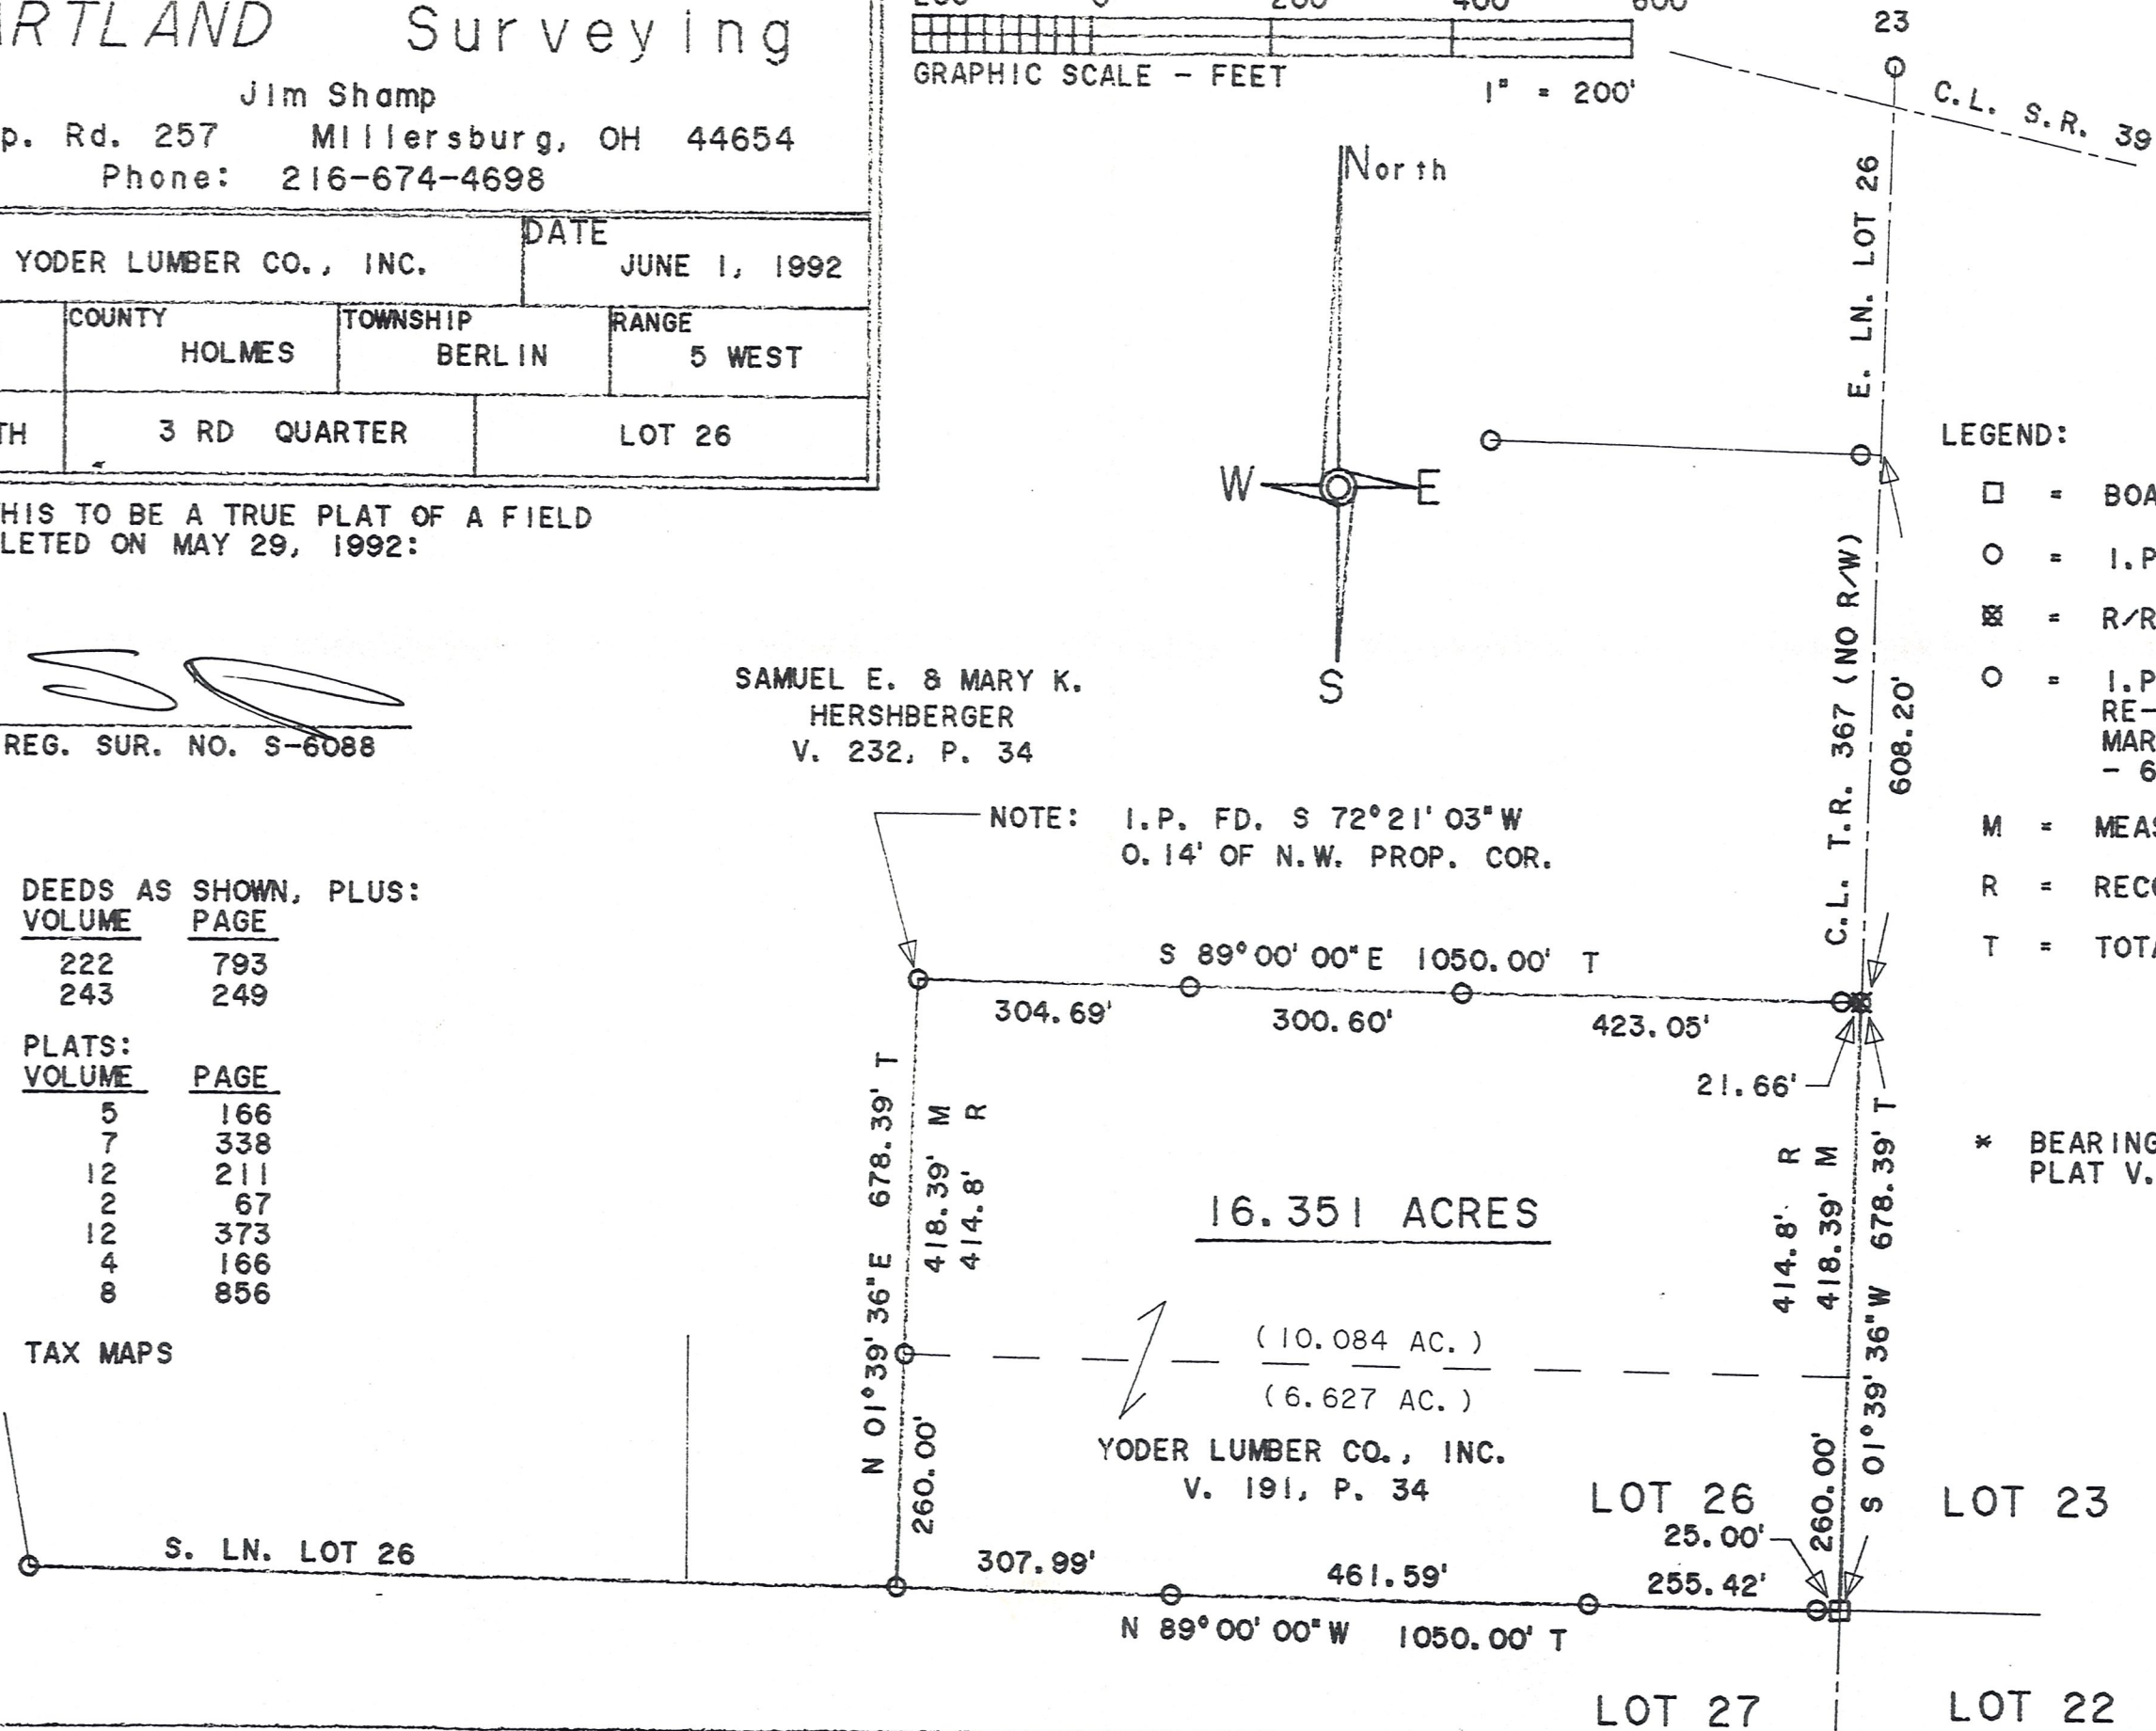 RTLAND Surveying
Jim Shamp
p. Rd. 257 Millersburg, OH 44654
Phone: 216-674-4698
YODER LUMBER CO., INC.
DATE
JUNE 1, 1992
COUNTY
HOLMES
TOWNSHIP
BERLIN
RANGE
5 WEST
TH
3 RD QUARTER
LOT 26
HIS TO BE A TRUE PLAT OF A FIELD
LETED ON MAY 29, 1992:
REG. SUR. NO. S-6088
DEEDS AS SHOWN, PLUS:
VOLUME PAGE
222 793
243 249
PLATS:
VOLUME PAGE
5 166
7 338
12 211
2 67
12 373
4 166
8 856
TAX MAPS
S. LN. LOT 26
200 0 200 400 600
GRAPHIC SCALE - FEET
1" = 200'
North
W
E
S
23
C.L. S.R. 39
E. LN. LOT 26
C.L. T.R. 367 (NO R/W)
608.20'
LEGEND:
□ = BOA
O = I.P
= R/R
O = I.P
RE-
MAR
- 6
M = MEAS
R = RECO
T = TOTA
* BEARING
PLAT V.
SAMUEL E. & MARY K.
HERSHBERGER
V. 232, P. 34
NOTE: I.P. FD. S 72°21'03"W
0.14' OF N.W. PROP. COR.
S 89°00'00"E 1050.00' T
304.69'
300.60'
423.05'
21.66'
N 01°39'36"E 678.39' T
418.39' M
414.8' R
260.00'
16.351 ACRES
(10.084 AC.)
(6.627 AC.)
YODER LUMBER CO., INC.
V. 191, P. 34
414.8' R
418.39' M
S 01°39'36"W 678.39' T
260.00'
LOT 26
LOT 23
25.00'
307.99'
461.59'
255.42'
N 89°00'00"W 1050.00' T
LOT 27
LOT 22